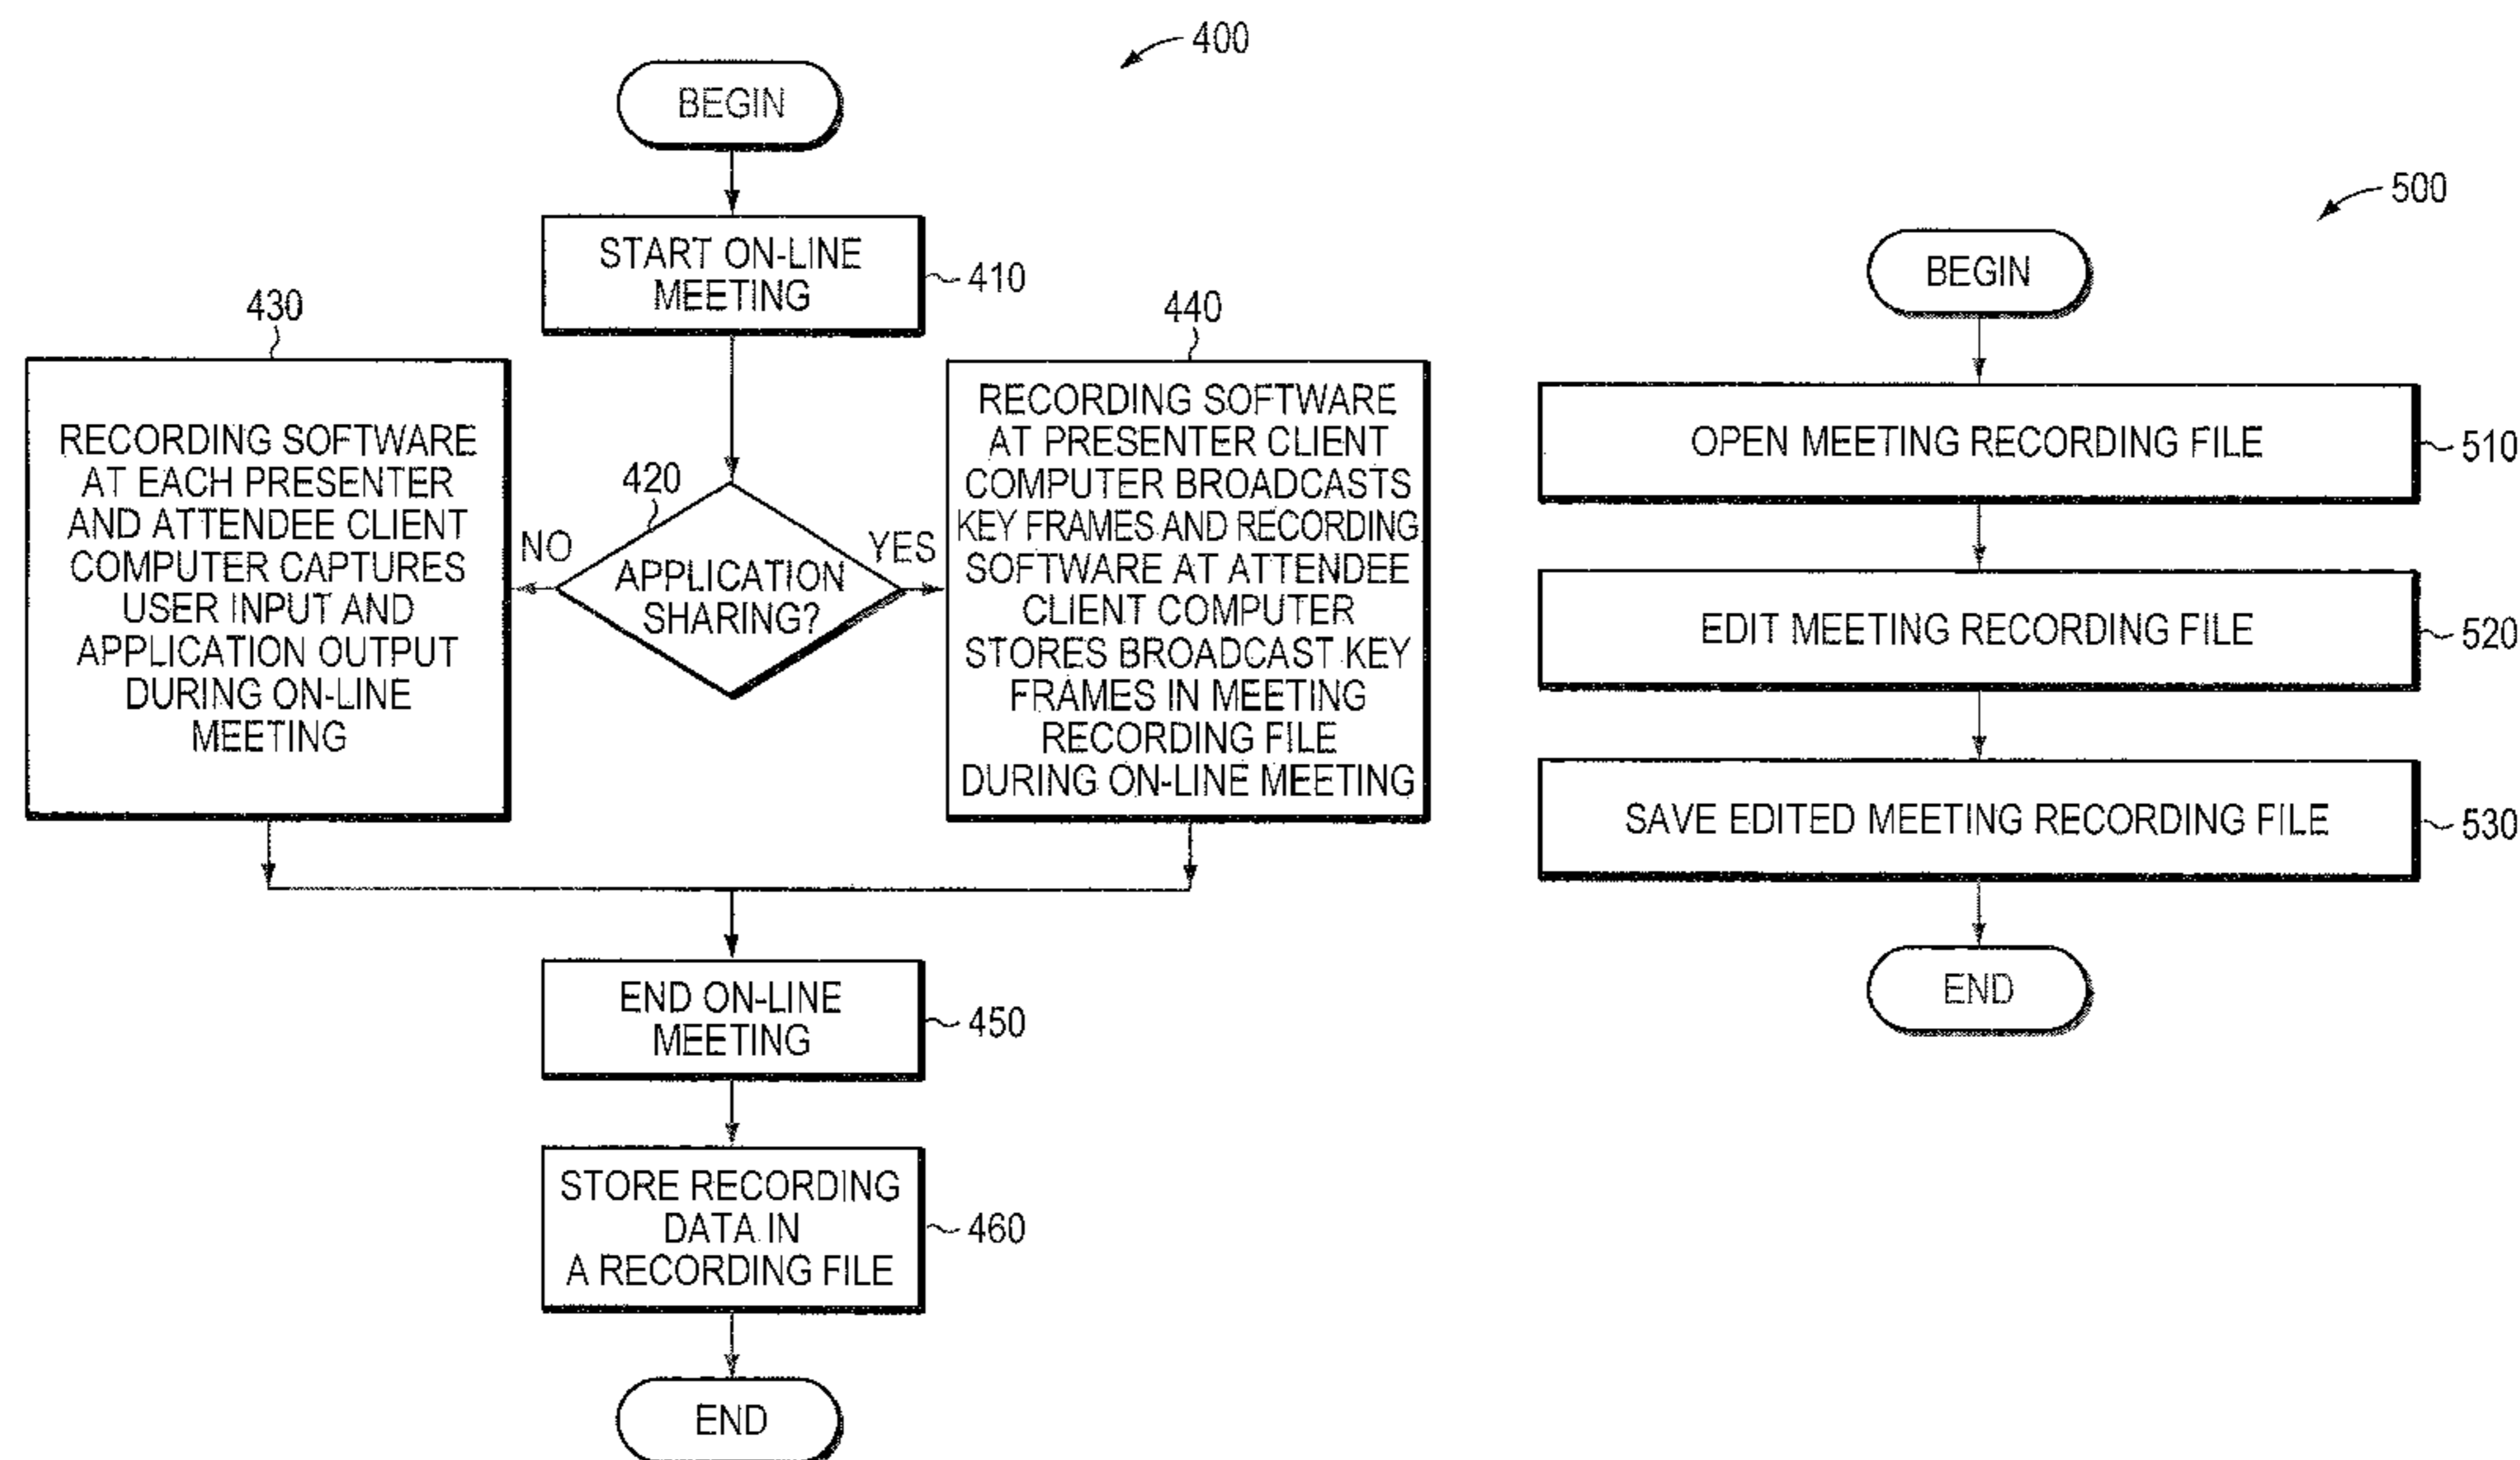 400
BEGIN
START ON-LINE
MEETING
410
430
RECORDING SOFTWARE
AT EACH PRESENTER
AND ATTENDEE CLIENT
COMPUTER CAPTURES
USER INPUT AND
APPLICATION OUTPUT
DURING ON-LINE
MEETING
420
NO
APPLICATION
SHARING?
YES
440
RECORDING SOFTWARE
AT PRESENTER CLIENT
COMPUTER BROADCASTS
KEY FRAMES AND RECORDING
SOFTWARE AT ATTENDEE
CLIENT COMPUTER
STORES BROADCAST KEY
FRAMES IN MEETING
RECORDING FILE
DURING ON-LINE MEETING
END ON-LINE
MEETING
450
STORE RECORDING
DATA IN
A RECORDING FILE
460
END
500
BEGIN
OPEN MEETING RECORDING FILE
510
EDIT MEETING RECORDING FILE
520
SAVE EDITED MEETING RECORDING FILE
530
END